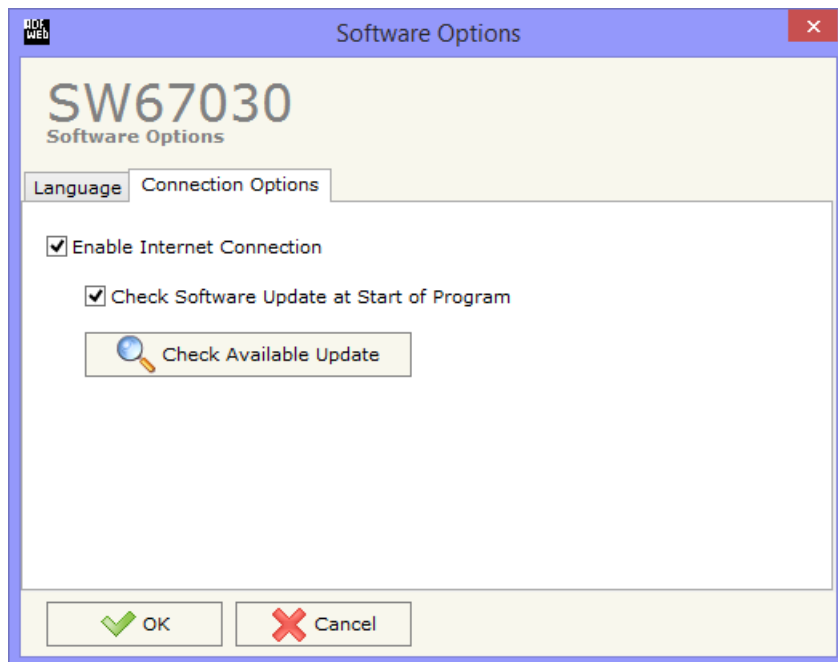 ADF
WEB
Software Options
SW67030
Software Options
Language
Connection Options
Enable Internet Connection
Check Software Update at Start of Program
Check Available Update
OK
Cancel